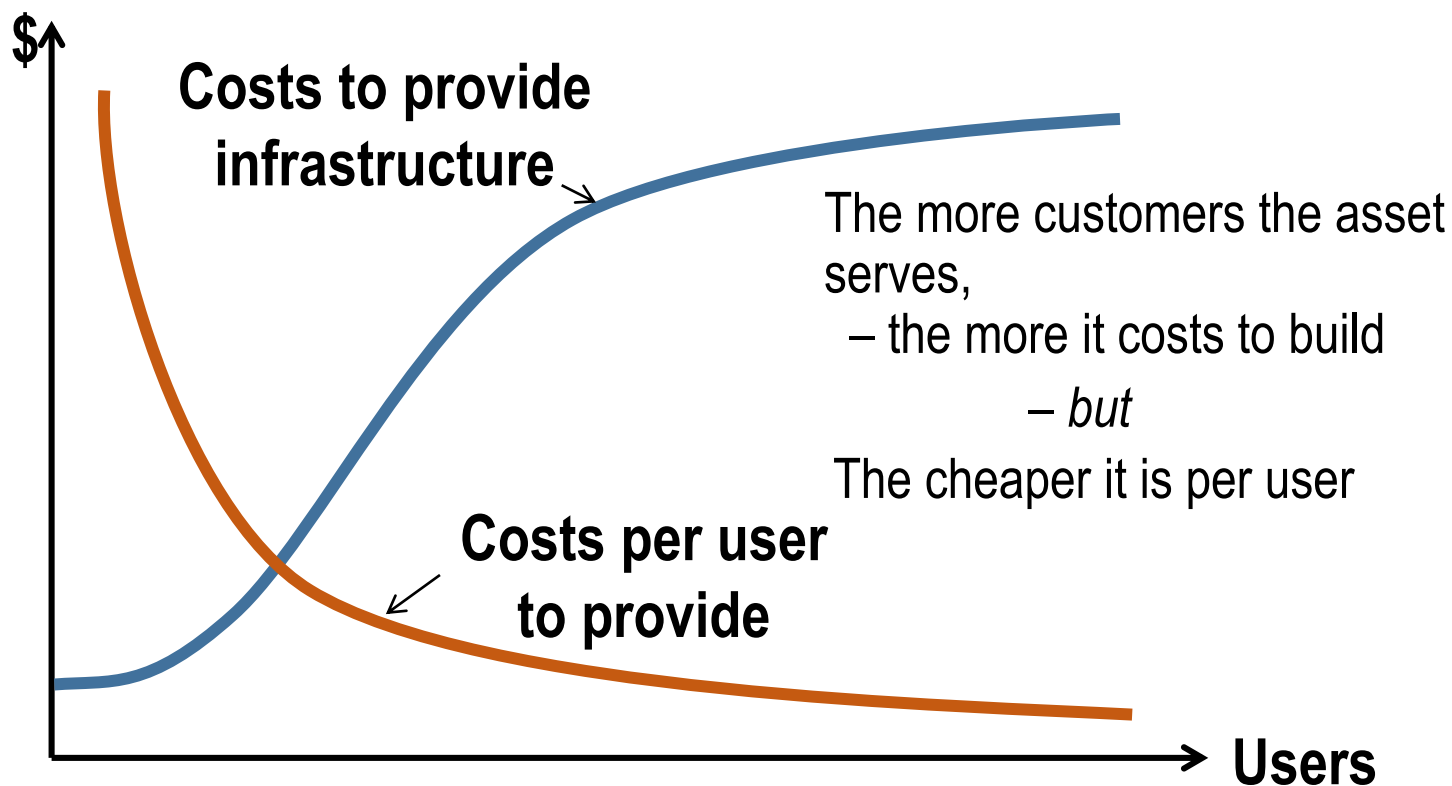 $
Costs to provide
infrastructure
The more customers the asset
serves,
– the more it costs to build
– but
The cheaper it is per user
Costs per user
to provide
Users